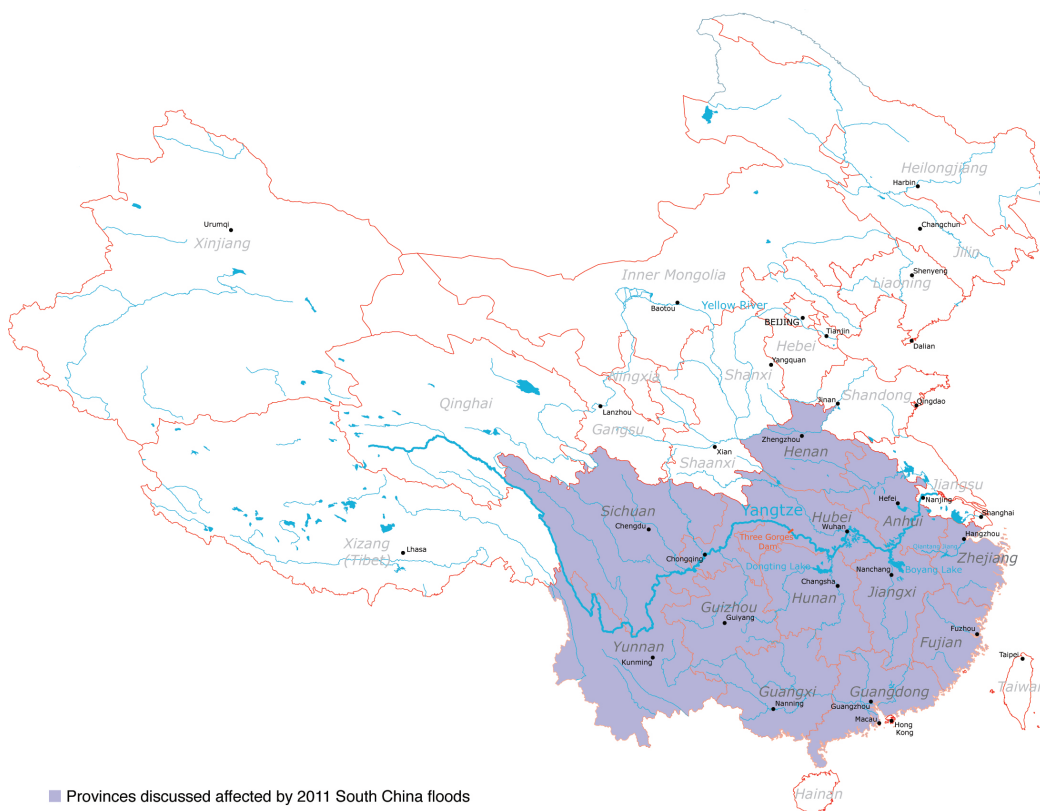 Heilongjiang
Harbin
Urumqi
Xinjiang
Changchun
Jilin
Inner Mongolia
Shenyeng
Liaoning
Baotou
Yellow River
BEIJING
Tianjin
Hebei
Dalian
Yangquan
Shanxi
Ningxia
Qinghai
Lanzhou
Jinan
Shandong
Qingdao
Gangsu
Zhengzhou
Henan
Xian
Shaanxi
Jiangsu
Hefei
Nanjing
Sichuan
Yangtze
Hubei
Anhui
Shanghai
Chengdu
Wuhan
Hangzhou
Three Gorges
Dam
Xizang
(Tibet)
Lhasa
Chongqing
Zhejiang
Dongting Lake
Nanchang
Boyang Lake
Changsha
Hunan
Jiangxi
Guizhou
Guiyang
Fuzhou
Fujian
Yunnan
Kunming
Taipei
Taiwan
Guangxi
Nanning
Guangdong
Guangzhou
Macau
Hong
Kong
Hainan
Provinces discussed affected by 2011 South China floods